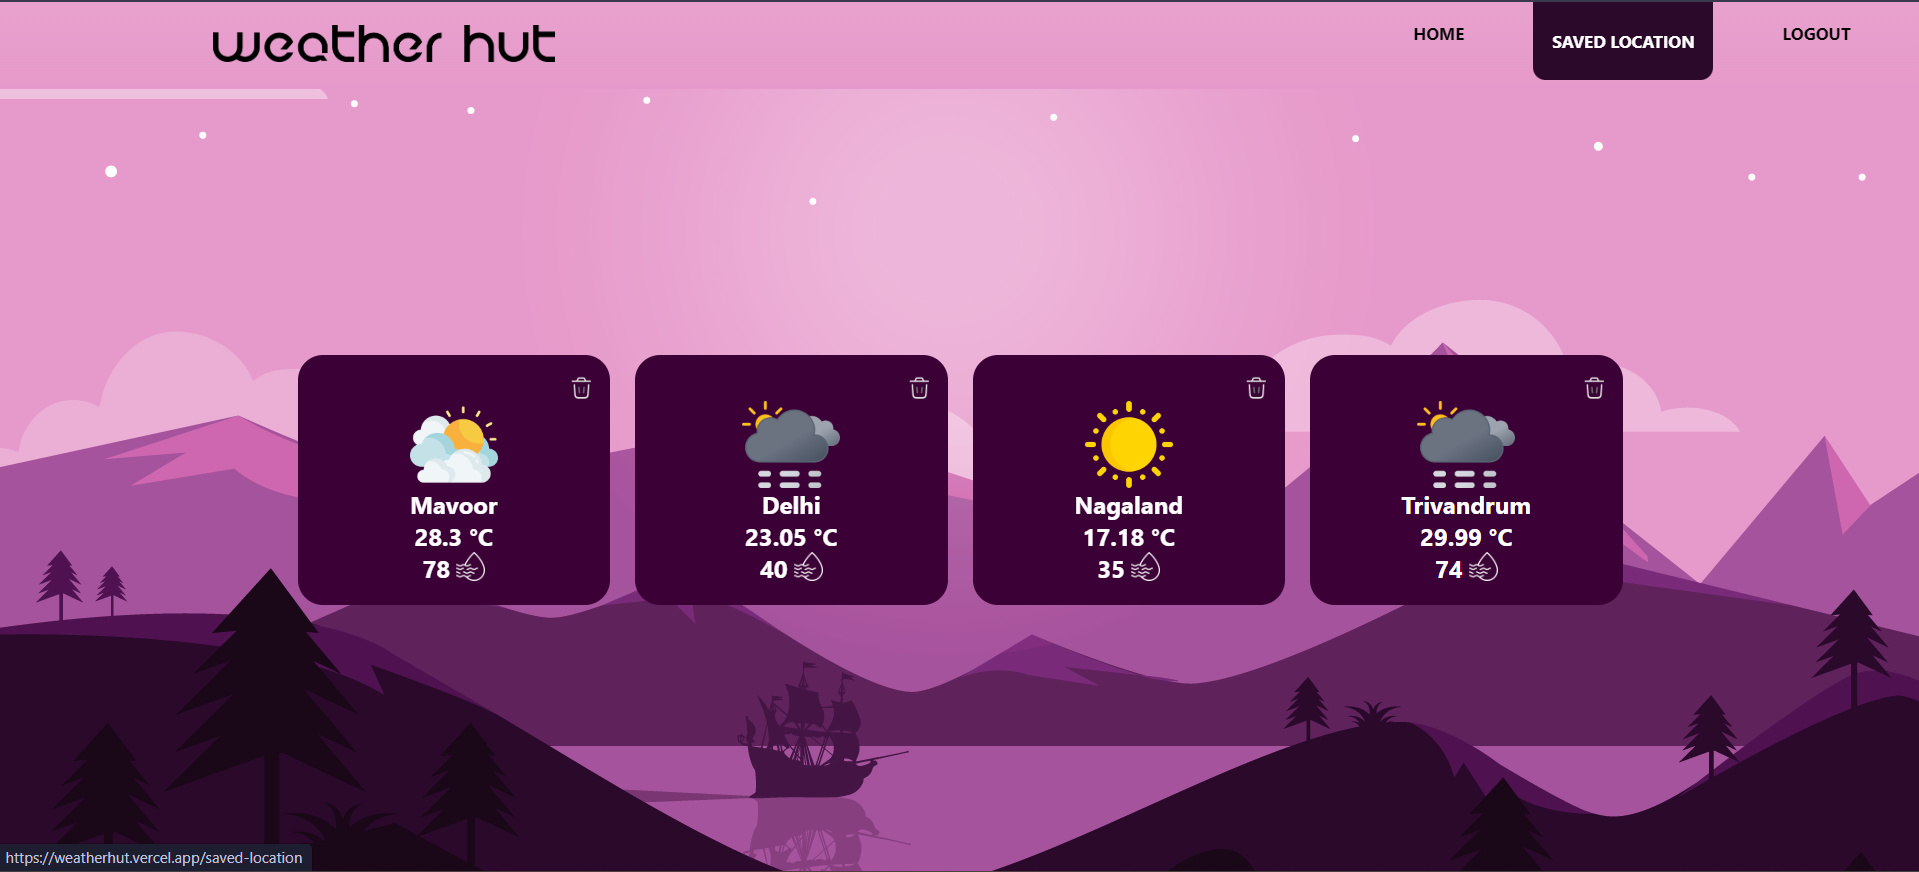 weather hut
HOME
SAVED LOCATION
LOGOUT
Mavoor
28.3 °C
78
Delhi
23.05 °C
40
Nagaland
17.18 °C
35
Trivandrum
29.99 °C
74
https://weatherhut.vercel.app/saved-location